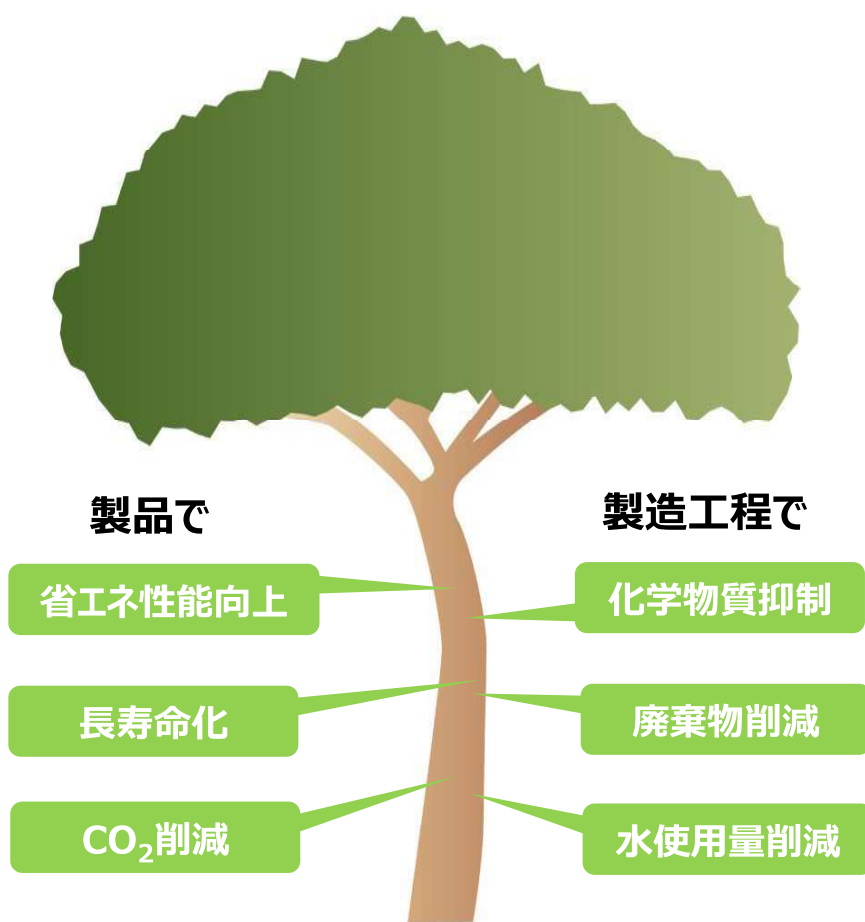 製品で
省エネ性能向上
長寿命化
CO₂削減
製造工程で
化学物質抑制
廃棄物削減
水使用量削減